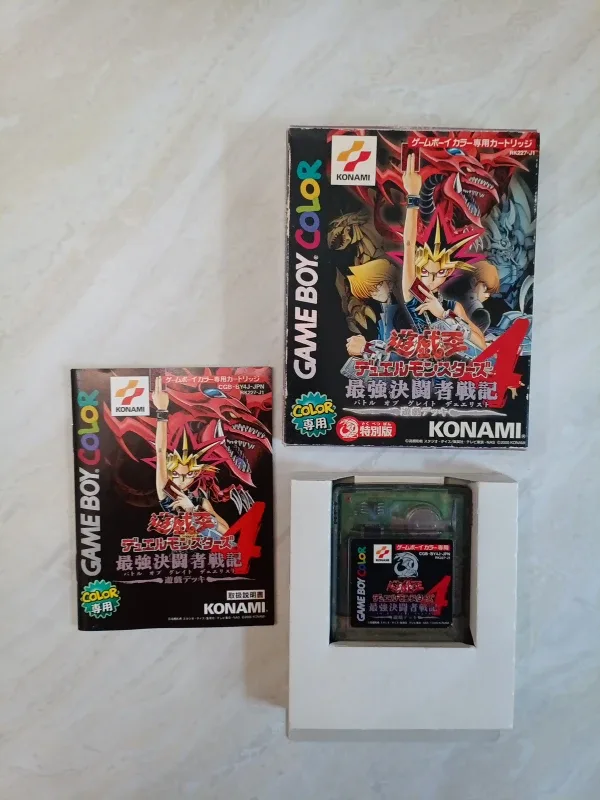 ゲームボーイカラー専用カートリッジ
RK227-J1
KONAMI
GAME BOY COLOR
遊戯王
デュエルモンスターズ4
最強決闘者戦記
バトル オブ グレイト デュエリスト
遊戯デッキ
COLOR
専用
特別版
KONAMI
ゲームボーイカラー専用カートリッジ
CGB-BY4J-JPN
RK227-J1
KONAMI
GAME BOY COLOR
遊戯王
デュエルモンスターズ4
最強決闘者戦記
バトル オブ グレイト デュエリスト
遊戯デッキ
COLOR
専用
取扱説明書
KONAMI
ゲームボーイカラー専用
CGB-BY4J-JPN
RK227-J1
KONAMI
GAME BOY COLOR
遊戯王
デュエルモンスターズ4
最強決闘者戦記